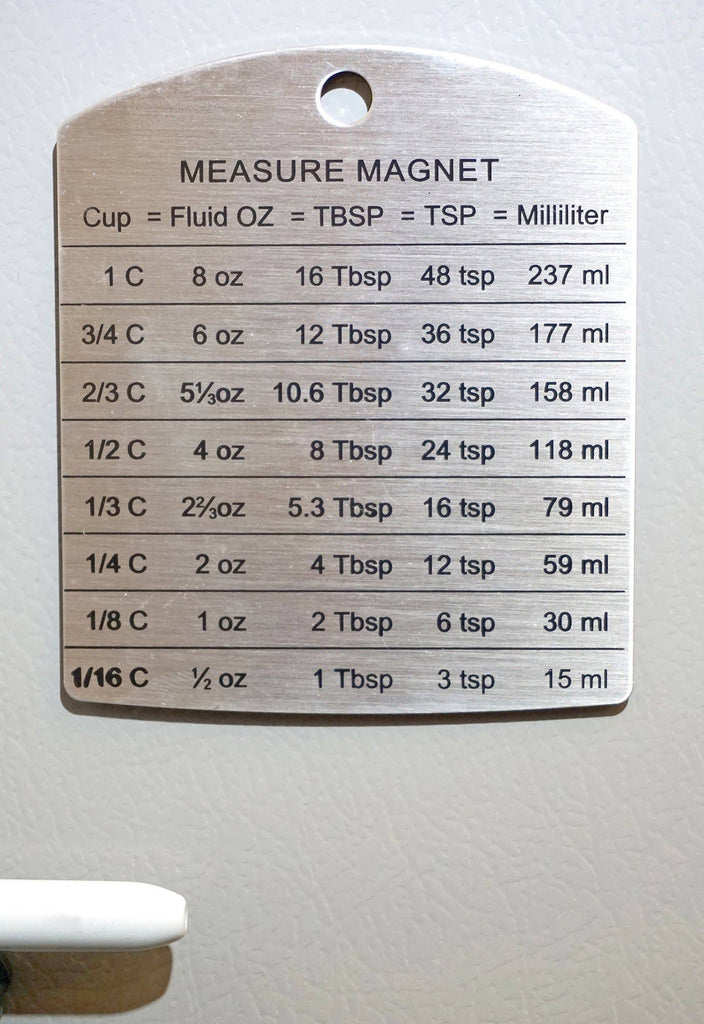 MEASURE MAGNET
Cup = Fluid OZ = TBSP = TSP = Milliliter
1 C 8 oz 16 Tbsp 48 tsp 237 ml
3/4 C 6 oz 12 Tbsp 36 tsp 177 ml
2/3 C 5⅓oz 10.6 Tbsp 32 tsp 158 ml
1/2 C 4 oz 8 Tbsp 24 tsp 118 ml
1/3 C 2⅔oz 5.3 Tbsp 16 tsp 79 ml
1/4 C 2 oz 4 Tbsp 12 tsp 59 ml
1/8 C 1 oz 2 Tbsp 6 tsp 30 ml
1/16 C ½ oz 1 Tbsp 3 tsp 15 ml